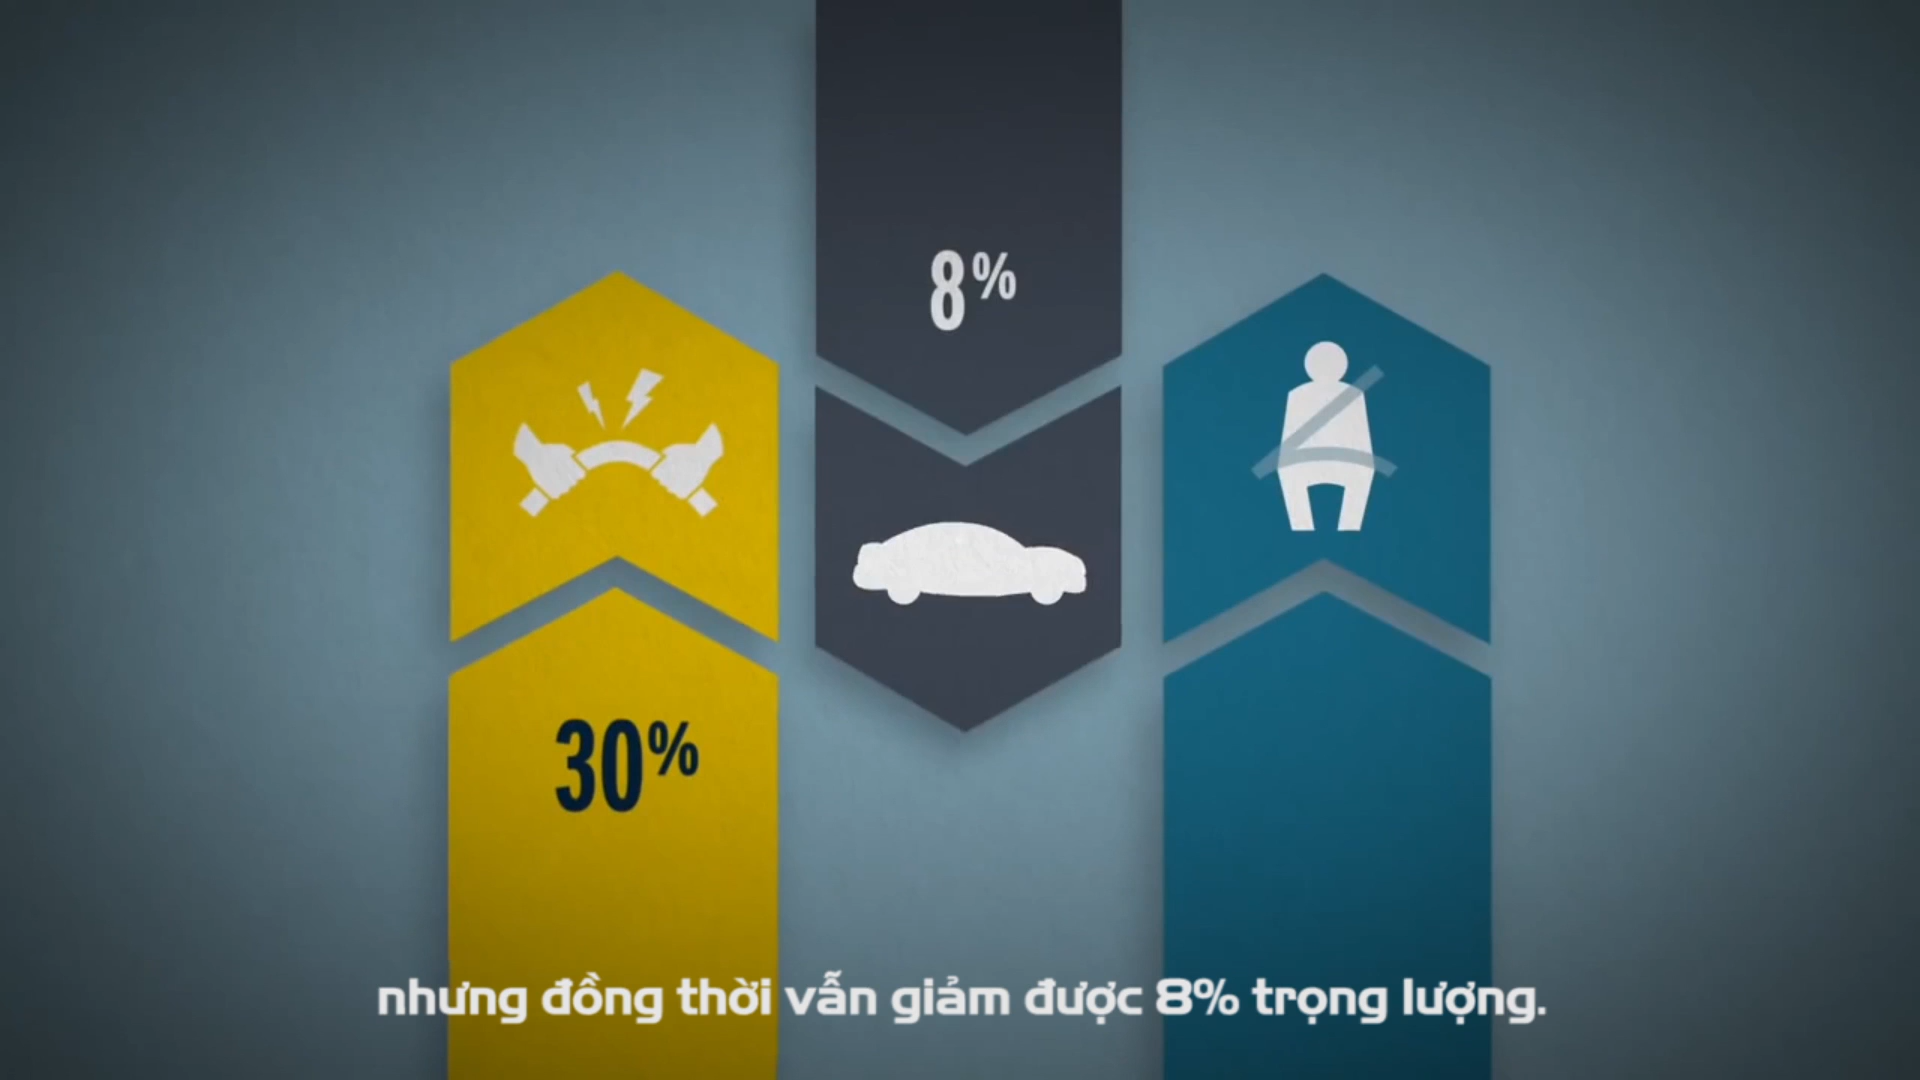 8%
30%
nhưng đồng thời vẫn giảm được 8% trọng lượng.